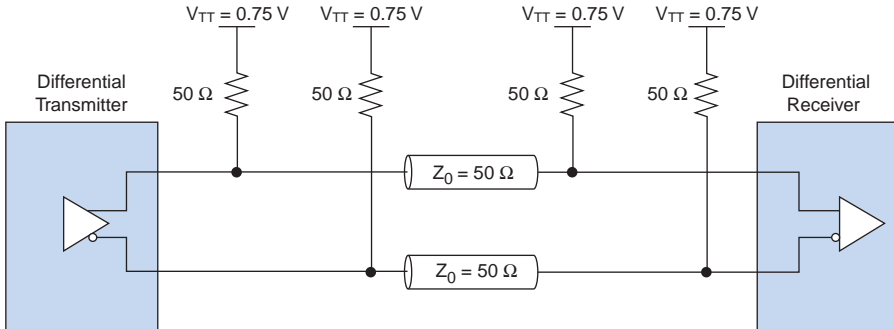 V_TT = 0.75 V V_TT = 0.75 V V_TT = 0.75 V V_TT = 0.75 V
Differential
Transmitter
50 Ω 50 Ω 50 Ω 50 Ω
Differential
Receiver
Z_0 = 50 Ω
Z_0 = 50 Ω